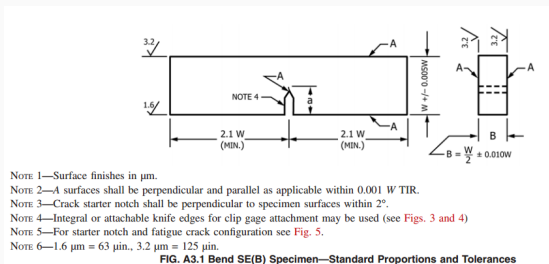 3.2
A
3.2
3.2
A
NOTE 4
a
W +/- 0.005W
A
A
1.6
A
2.1 W
(MIN.)
2.1 W
(MIN.)
B
B = W/2 ± 0.010W
NOTE 1—Surface finishes in μm.
NOTE 2—A surfaces shall be perpendicular and parallel as applicable within 0.001 W TIR.
NOTE 3—Crack starter notch shall be perpendicular to specimen surfaces within 2°.
NOTE 4—Integral or attachable knife edges for clip gage attachment may be used (see Figs. 3 and 4)
NOTE 5—For starter notch and fatigue crack configuration see Fig. 5.
NOTE 6—1.6 μm = 63 μin., 3.2 μm = 125 μin.
FIG. A3.1 Bend SE(B) Specimen—Standard Proportions and Tolerances